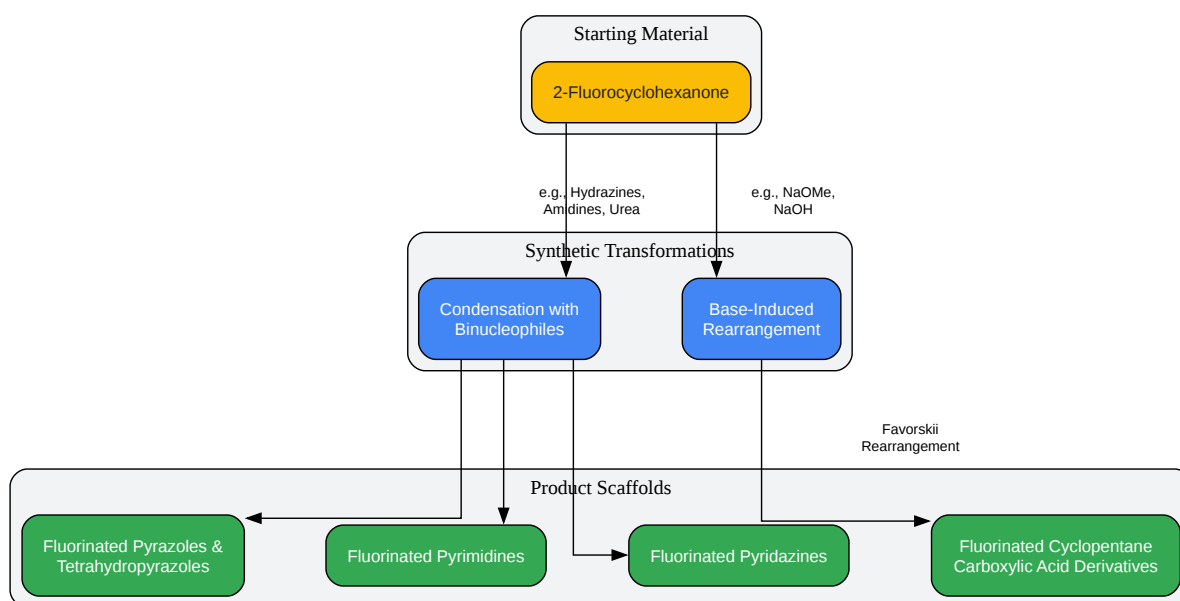 Starting Material
2-Fluorocyclohexanone
e.g., Hydrazines,
Amidines, Urea
e.g., NaOMe,
NaOH
Synthetic Transformations
Condensation with
Binucleophiles
Base-Induced
Rearrangement
Favorskii
Rearrangement
Product Scaffolds
Fluorinated Pyrazoles &
Tetrahydropyrazoles
Fluorinated Pyrimidines
Fluorinated Pyridazines
Fluorinated Cyclopentane
Carboxylic Acid Derivatives